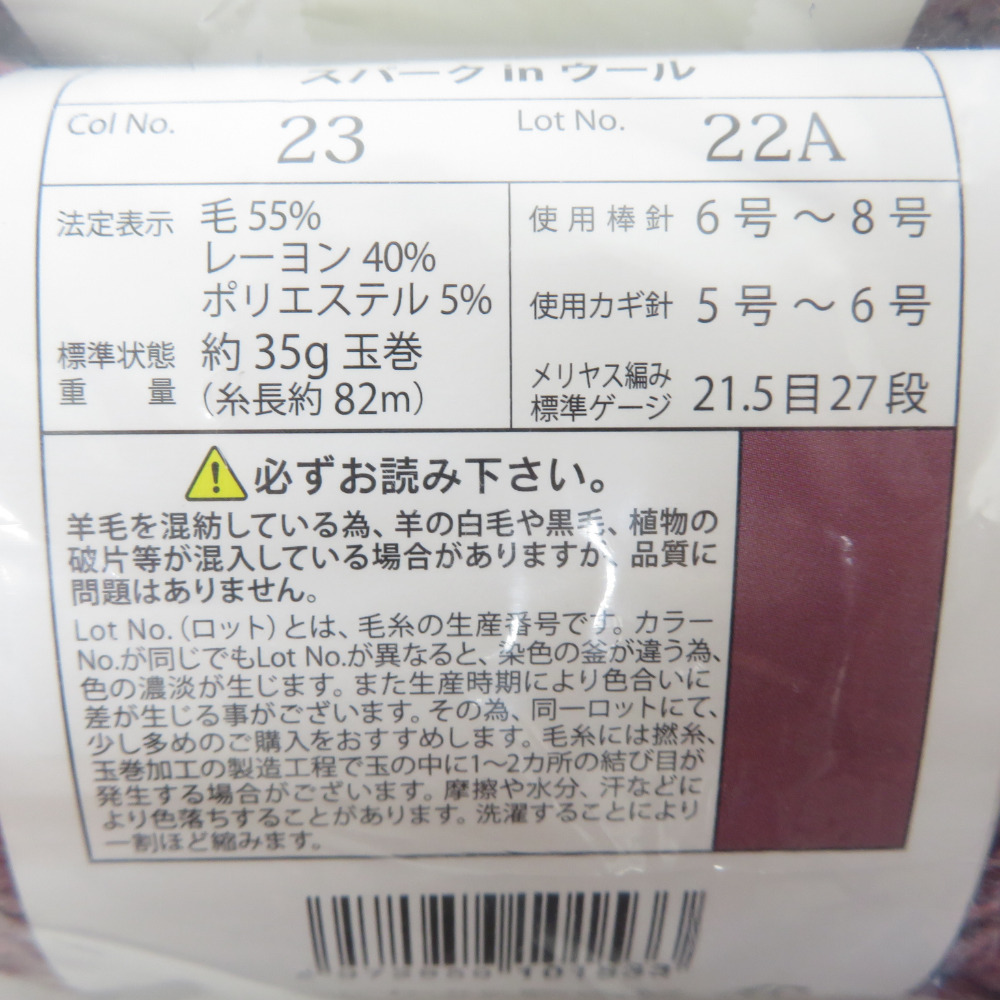 スパーク in ウール
Col No. 23 Lot No. 22A
法定表示 毛 55%
レーヨン 40%
ポリエステル 5%
標準状態 約 35g 玉巻
重 量 （糸長約 82m）
使 用 棒 針 6 号 〜 8 号
使用カギ針 5 号 〜 6 号
メリヤス編み
標準ゲージ 21.5 目 27 段
必ずお読み下さい。
羊毛を混紡している為、羊の白毛や黒毛、植物の
破片等が混入している場合がありますが、品質に
問題はありません。
Lot No.（ロット）とは、毛糸の生産番号です。カラー
No.が同じでもLot No.が異なると、染色の釜が違う為、
色の濃淡が生じます。また生産時期により色合いに
差が生じる事がございます。その為、同一ロットにて、
少し多めのご購入をおすすめします。毛糸には撚糸、
玉巻加工の製造工程で玉の中に1〜2カ所の結び目が
発生する場合がございます。摩擦や水分、汗などに
より色落ちすることがあります。洗濯することにより
一割ほど縮みます。